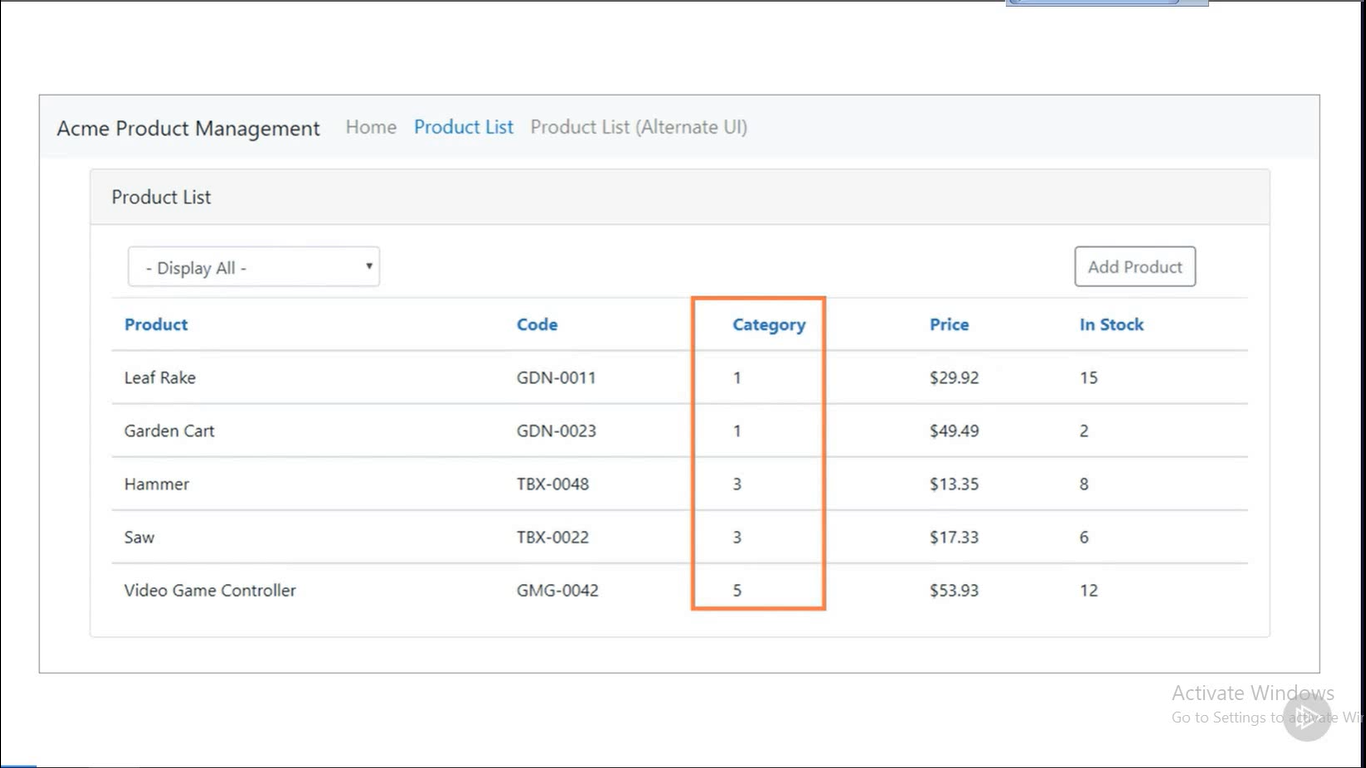 Acme Product Management Home Product List Product List (Alternate UI)
Product List
- Display All - Add Product
Product Code Category Price In Stock
Leaf Rake GDN-0011 1 $29.92 15
Garden Cart GDN-0023 1 $49.49 2
Hammer TBX-0048 3 $13.35 8
Saw TBX-0022 3 $17.33 6
Video Game Controller GMG-0042 5 $53.93 12
Activate Windows
Go to Settings to activate Wi